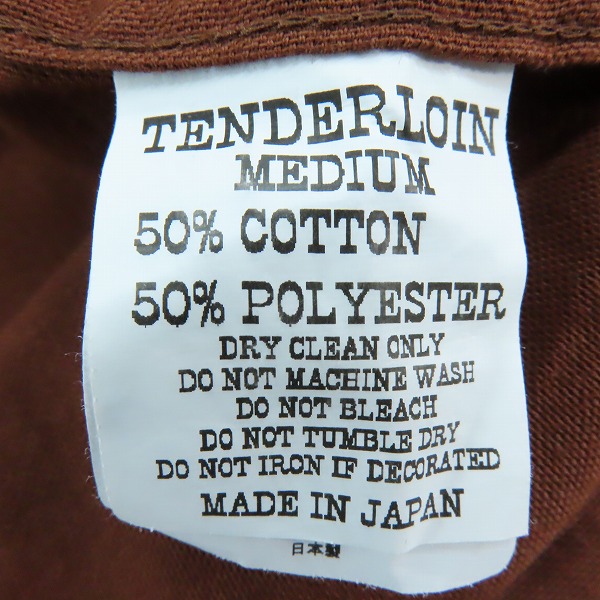 TENDERLOIN
MEDIUM
50% COTTON
50% POLYESTER
DRY CLEAN ONLY
DO NOT MACHINE WASH
DO NOT BLEACH
DO NOT TUMBLE DRY
DO NOT IRON IF DECORATED
MADE IN JAPAN
日本製